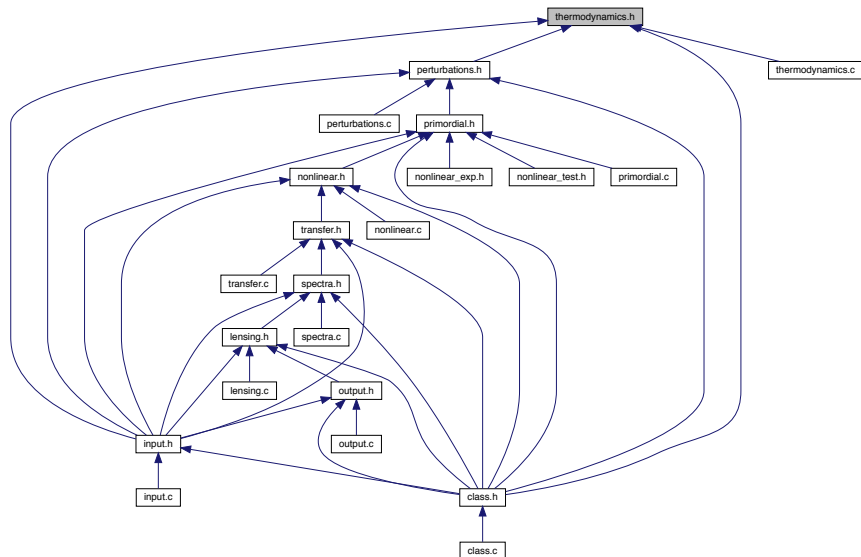 thermodynamics.h
perturbations.h
thermodynamics.c
perturbations.c
primordial.h
nonlinear.h
nonlinear_exp.h
nonlinear_test.h
primordial.c
transfer.h
nonlinear.c
transfer.c
spectra.h
lensing.h
spectra.c
lensing.c
output.h
input.h
output.c
input.c
class.h
class.c